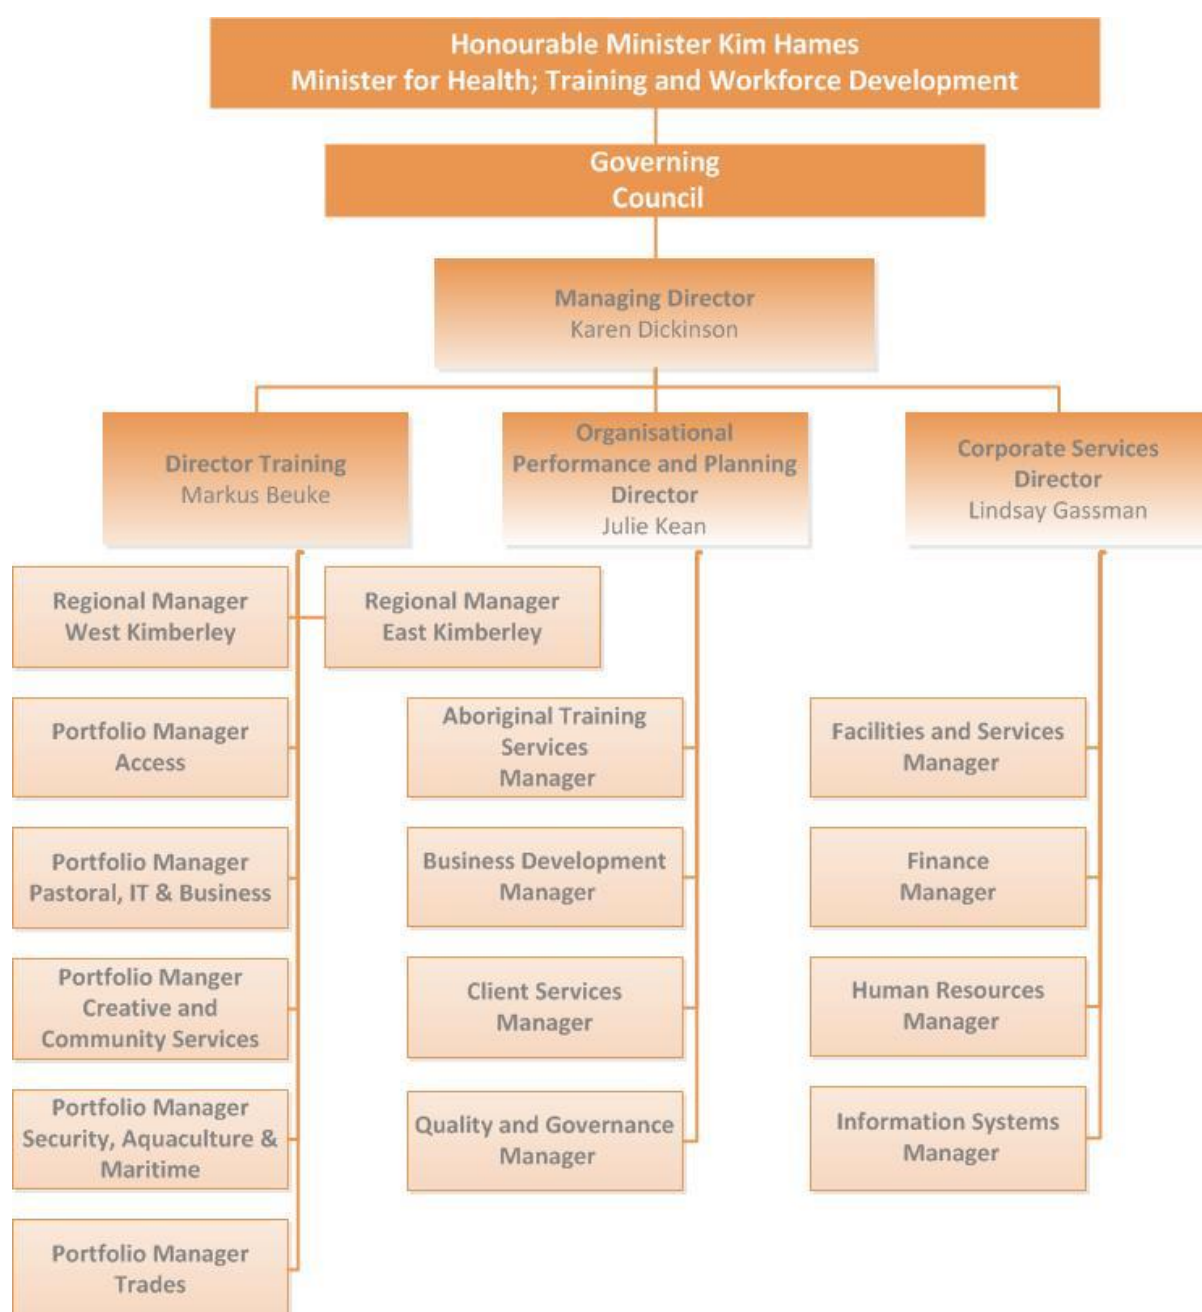 Honourable Minister Kim Hames
Minister for Health; Training and Workforce Development
Governing
Council
Managing Director
Karen Dickinson
Director Training
Markus Beuke
Organisational
Performance and Planning
Director
Julie Kean
Corporate Services
Director
Lindsay Gassman
Regional Manager
West Kimberley
Regional Manager
East Kimberley
Portfolio Manager
Access
Portfolio Manager
Pastoral, IT & Business
Portfolio Manger
Creative and
Community Services
Portfolio Manager
Security, Aquaculture &
Maritime
Portfolio Manager
Trades
Aboriginal Training
Services
Manager
Business Development
Manager
Client Services
Manager
Quality and Governance
Manager
Facilities and Services
Manager
Finance
Manager
Human Resources
Manager
Information Systems
Manager